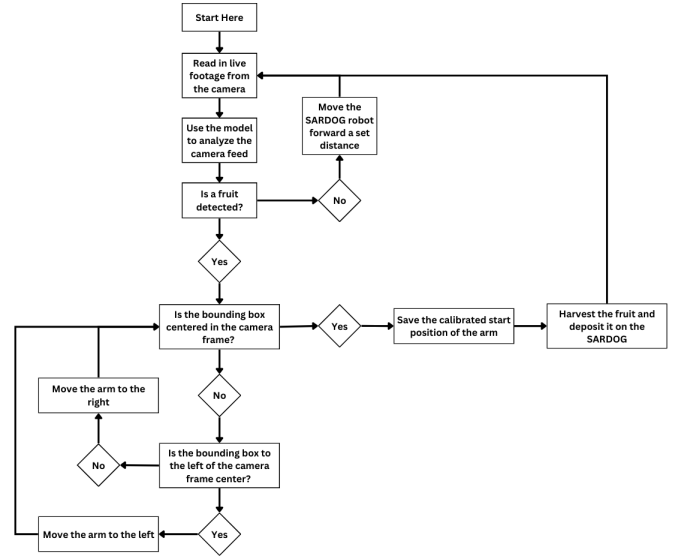 Start Here
Read in live
footage from
the camera
Move the
SARDOG robot
forward a set
distance
Use the model
to analyze the
camera feed
Is a fruit
detected?
No
Yes
Is the bounding box
centered in the camera
frame?
Yes
Save the calibrated start
position of the arm
Harvest the fruit and
deposit it on the
SARDOG
Move the arm to the
right
No
No
Is the bounding box to
the left of the camera
frame center?
Move the arm to the left
Yes